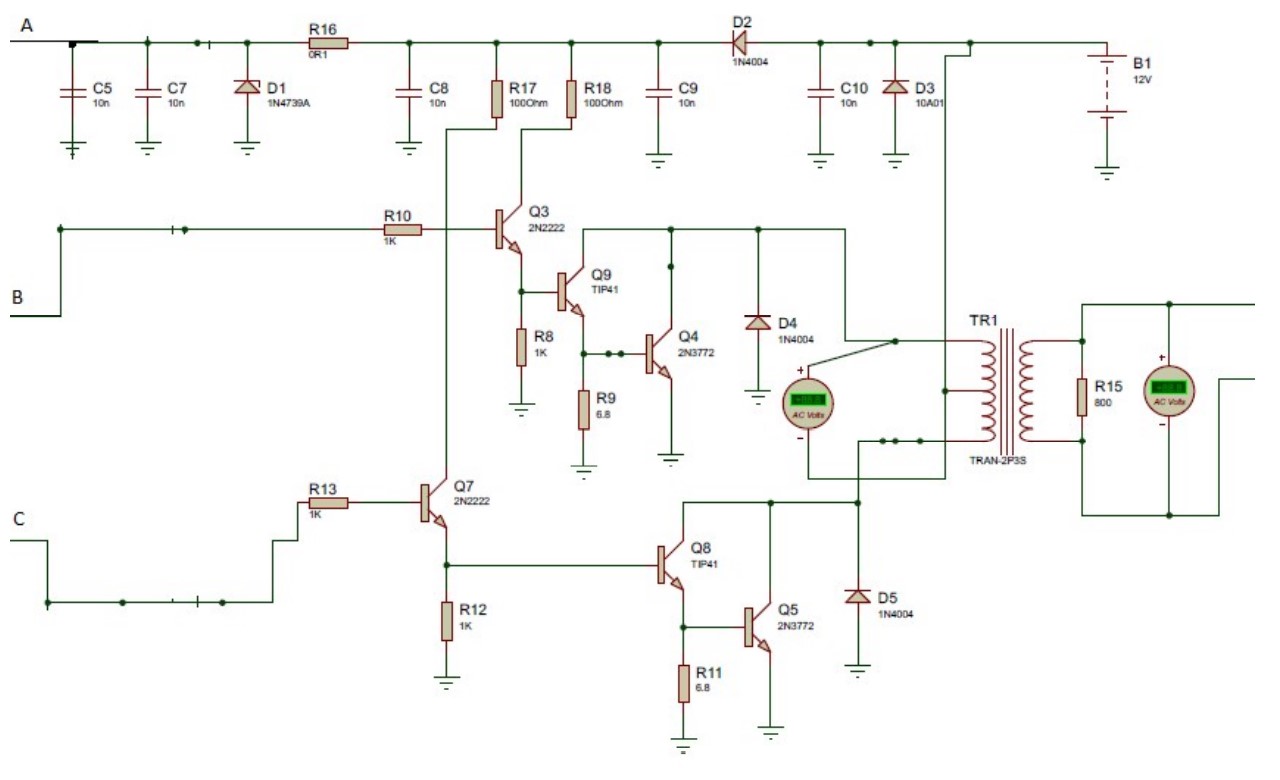 A
R16
0R1
D2
1N4004
B1
12V
C5
10n
C7
10n
D1
1N4739A
C8
10n
R17
100Ohm
R18
100Ohm
C9
10n
C10
10n
D3
10A01
R10
1K
Q3
2N2222
B
Q9
TIP41
R8
1K
Q4
2N3772
D4
1N4004
TR1
TRAN-2P3S
R9
6.8
+
AC Volts
-
R15
800
+
AC Volts
-
C
R13
1K
Q7
2N2222
R12
1K
Q8
TIP41
Q5
2N3772
D5
1N4004
R11
6.8